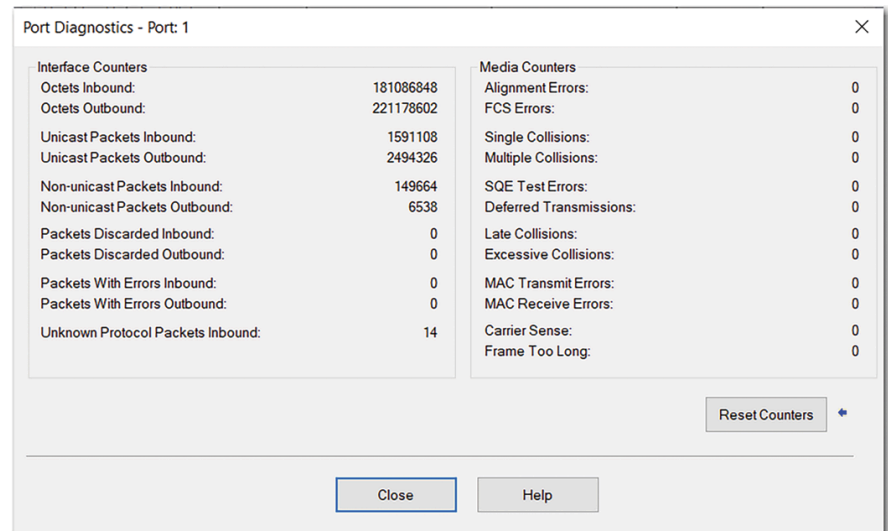 Port Diagnostics - Port: 1
Interface Counters
Octets Inbound: 181086848
Octets Outbound: 221178602
Unicast Packets Inbound: 1591108
Unicast Packets Outbound: 2494326
Non-unicast Packets Inbound: 149664
Non-unicast Packets Outbound: 6538
Packets Discarded Inbound: 0
Packets Discarded Outbound: 0
Packets With Errors Inbound: 0
Packets With Errors Outbound: 0
Unknown Protocol Packets Inbound: 14
Media Counters
Alignment Errors: 0
FCS Errors: 0
Single Collisions: 0
Multiple Collisions: 0
SQE Test Errors: 0
Deferred Transmissions: 0
Late Collisions: 0
Excessive Collisions: 0
MAC Transmit Errors: 0
MAC Receive Errors: 0
Carrier Sense: 0
Frame Too Long: 0
Reset Counters
Close
Help